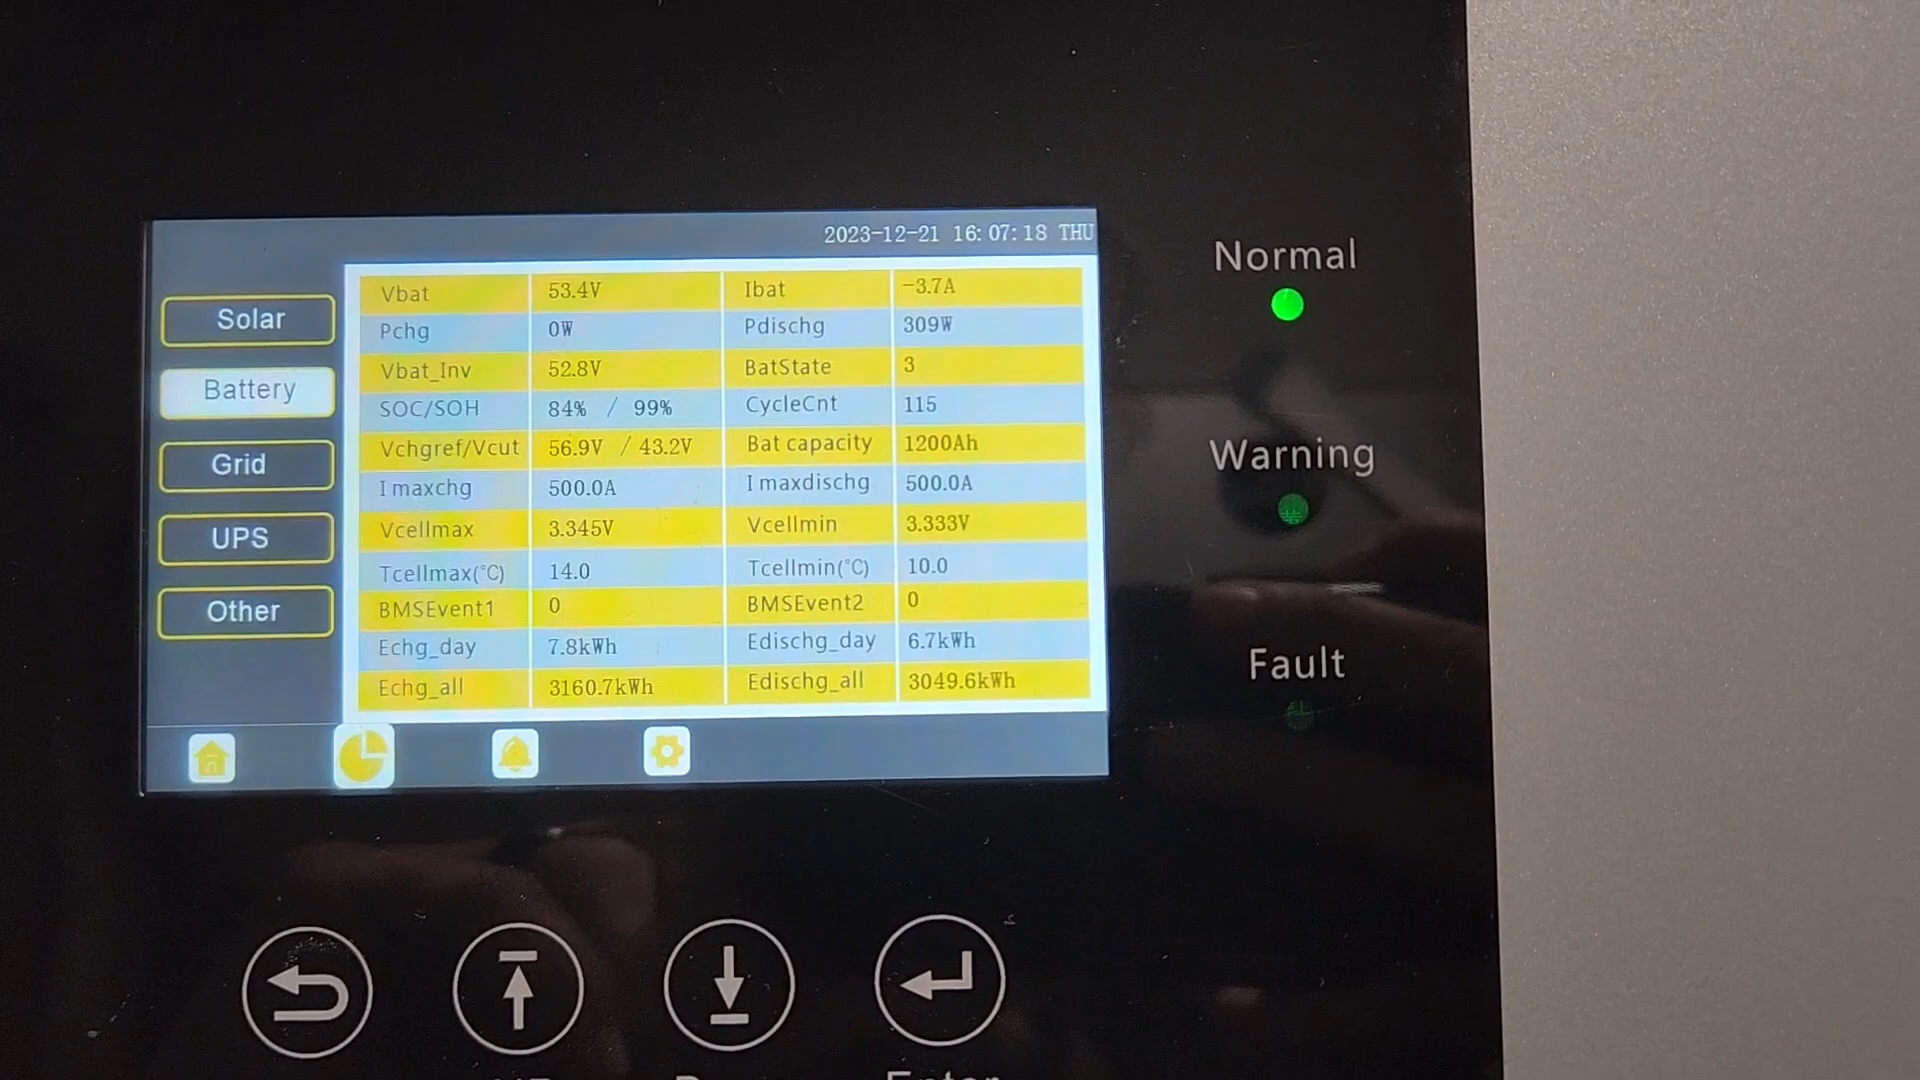 2023-12-21 16:07:18 THU
Solar
Battery
Grid
UPS
Other
Vbat 53.4V Ibat -3.7A
Pchg 0W Pdischg 309W
Vbat_Inv 52.8V BatState 3
SOC/SOH 84% / 99% CycleCnt 115
Vchgref/Vcut 56.9V / 43.2V Bat capacity 1200Ah
Imaxchg 500.0A Imaxdischg 500.0A
Vcellmax 3.345V Vcellmin 3.333V
Tcellmax(°C) 14.0 Tcellmin(°C) 10.0
BMSEvent1 0 BMSEvent2 0
Echg_day 7.8kWh Edischg_day 6.7kWh
Echg_all 3160.7kWh Edischg_all 3049.6kWh
Normal
Warning
Fault
Enter